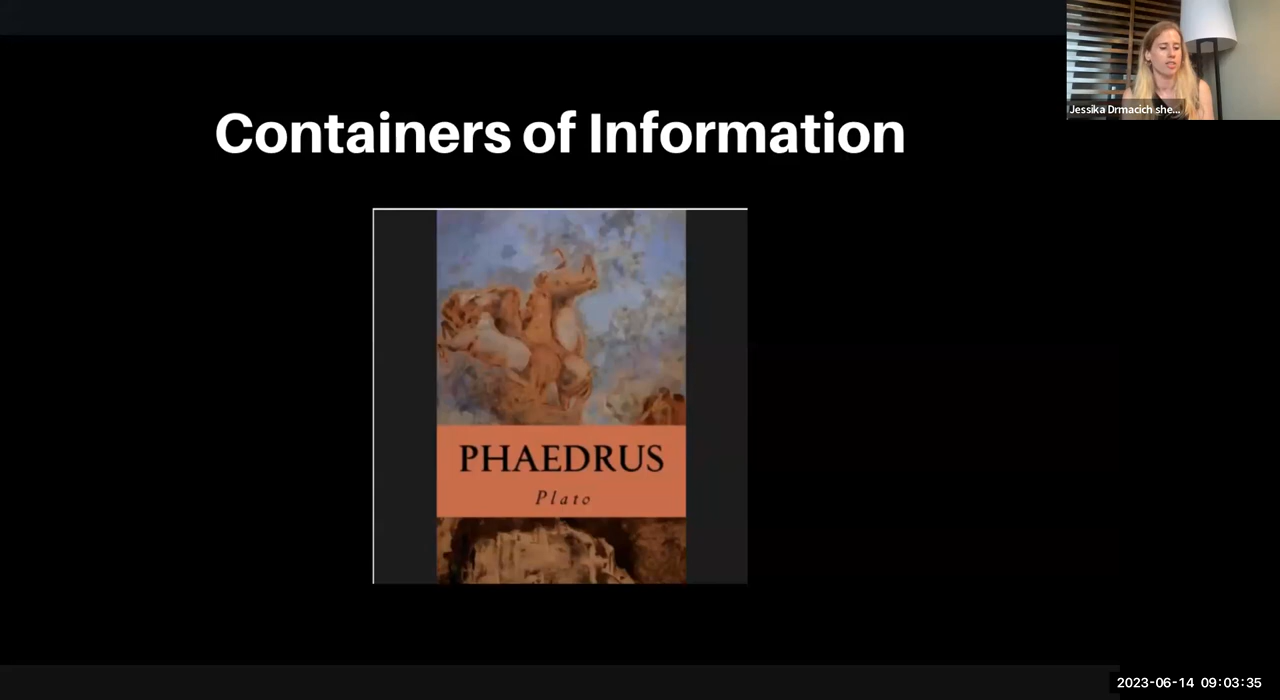 Containers of Information
Jessika Drmacich she...
PHAEDRUS
Plato
2023-06-14 09:03:35